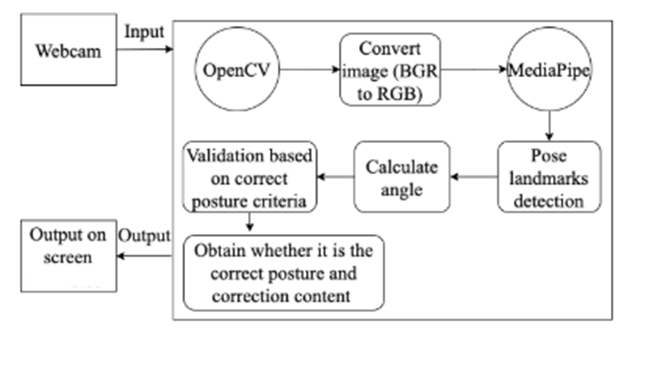 Webcam
Input
OpenCV
Convert
image (BGR
to RGB)
MediaPipe
Pose
landmarks
detection
Calculate
angle
Validation based
on correct
posture criteria
Obtain whether it is the
correct posture and
correction content
Output
Output on
screen